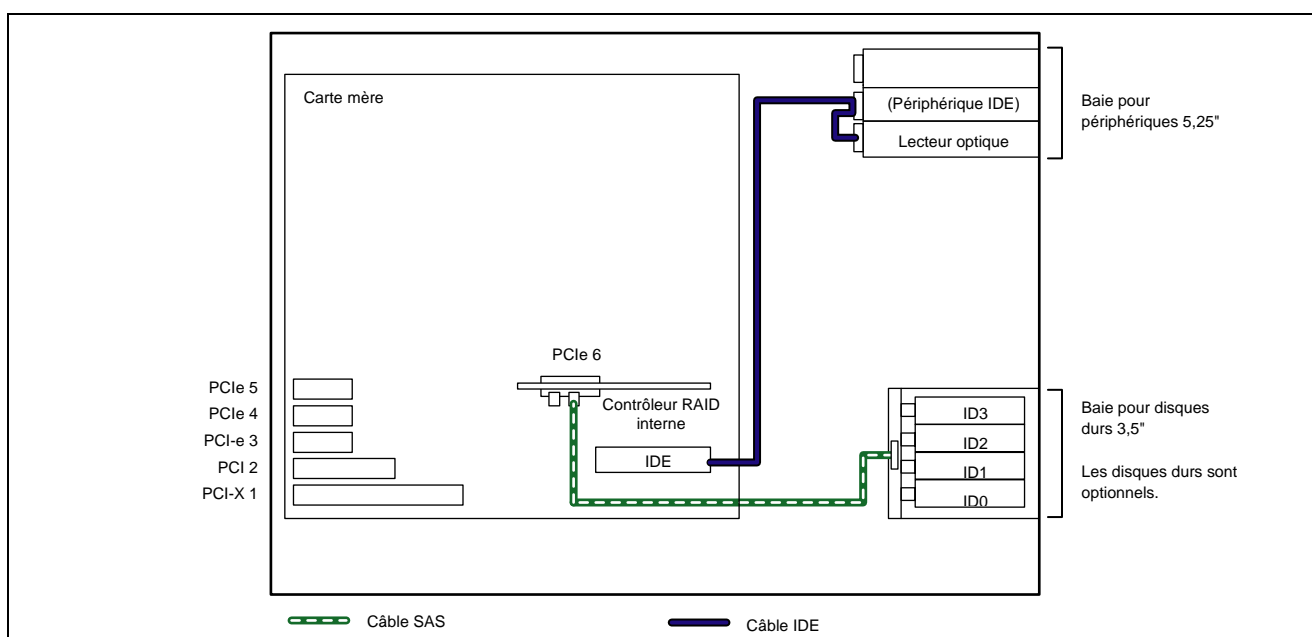 Carte mère
(Périphérique IDE)
Lecteur optique
Baie pour
périphériques 5,25"
PCIe 6
PCIe 5
PCIe 4
PCI-e 3
PCI 2
PCI-X 1
Contrôleur RAID
interne
IDE
ID3
ID2
ID1
ID0
Baie pour disques
durs 3,5"
Les disques durs sont
optionnels.
Câble SAS
Câble IDE